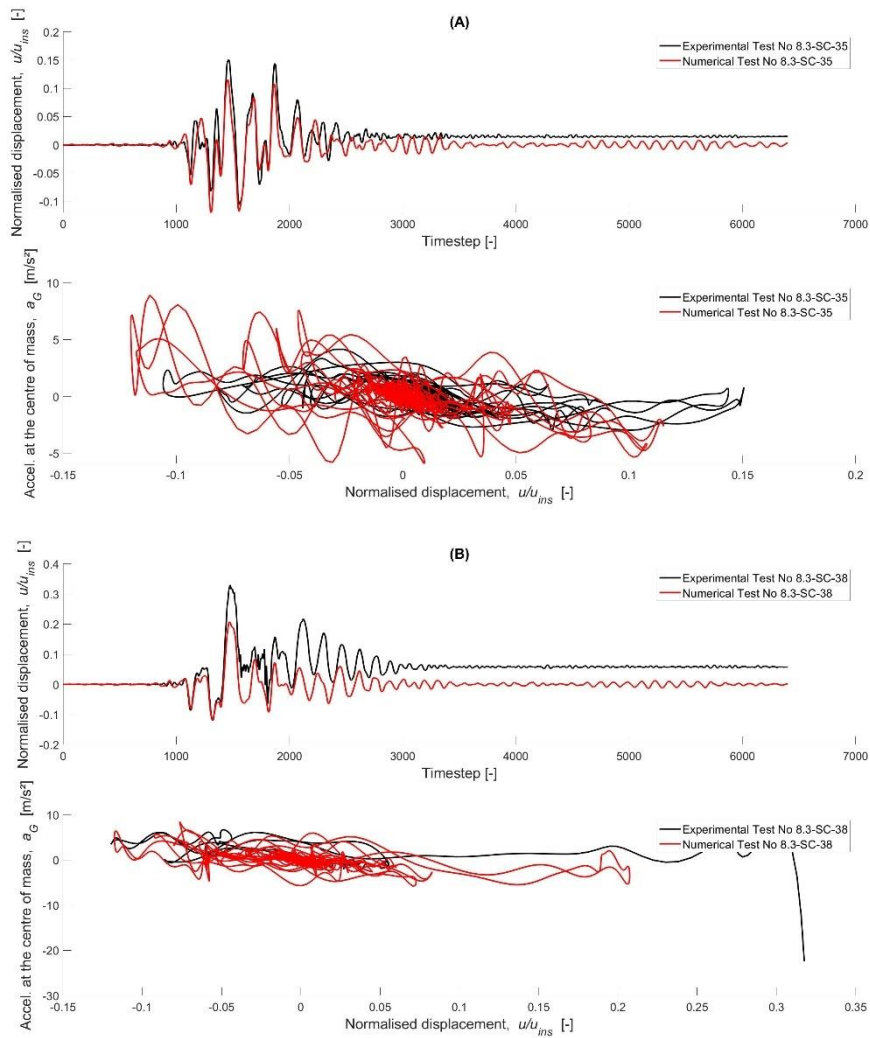 (A)
Normalised displacement, u/u_ins [-]
0.2
0.15
0.1
0.05
0
-0.05
-0.1
Experimental Test No 8.3-SC-35
Numerical Test No 8.3-SC-35
0 1000 2000 3000 4000 5000 6000 7000
Timestep [-]
Accel. at the centre of mass, a_G [m/s²]
10
5
0
-5
Experimental Test No 8.3-SC-35
Numerical Test No 8.3-SC-35
-0.15 -0.1 -0.05 0 0.05 0.1 0.15 0.2
Normalised displacement, u/u_ins [-]
(B)
Normalised displacement, u/u_ins [-]
0.4
0.3
0.2
0.1
0
-0.1
-0.2
Experimental Test No 8.3-SC-38
Numerical Test No 8.3-SC-38
0 1000 2000 3000 4000 5000 6000 7000
Timestep [-]
Accel. at the centre of mass, a_G [m/s²]
10
0
-10
-20
-30
Experimental Test No 8.3-SC-38
Numerical Test No 8.3-SC-38
-0.15 -0.1 -0.05 0 0.05 0.1 0.15 0.2 0.25 0.3 0.35
Normalised displacement, u/u_ins [-]